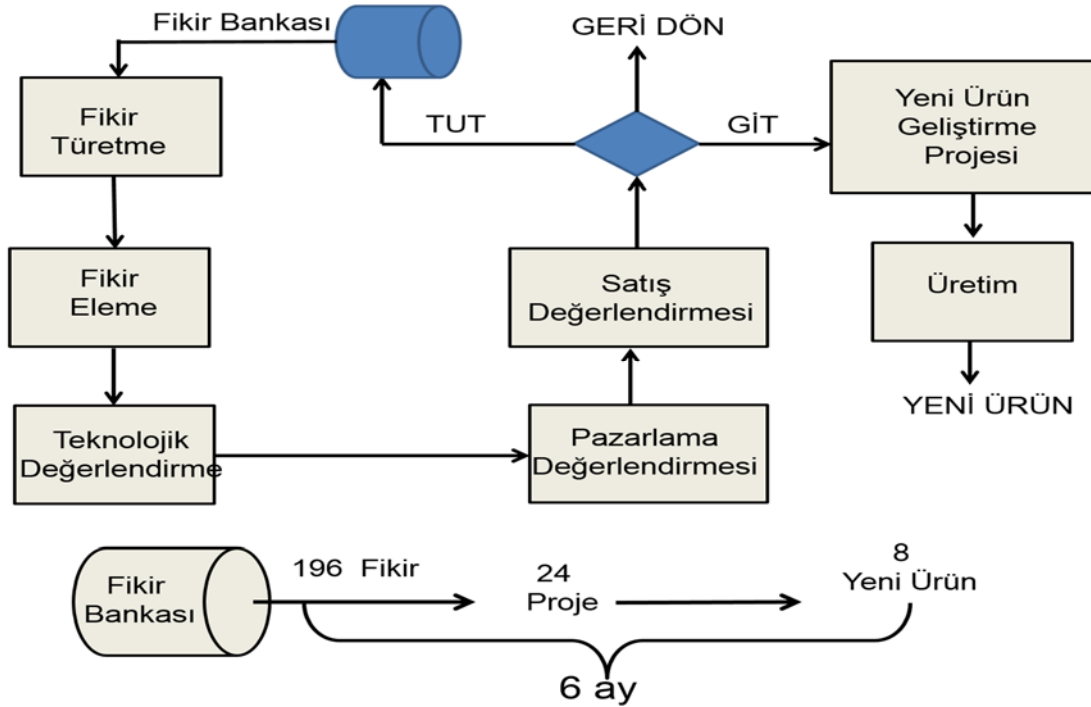 Fikir Bankası
GERİ DÖN
Fikir
Türetme
TUT
GİT
Yeni Ürün
Geliştirme
Projesi
Fikir
Eleme
Satış
Değerlendirmesi
Üretim
Teknolojik
Değerlendirme
Pazarlama
Değerlendirmesi
YENİ ÜRÜN
Fikir
Bankası
196 Fikir
24
Proje
8
Yeni Ürün
6 ay